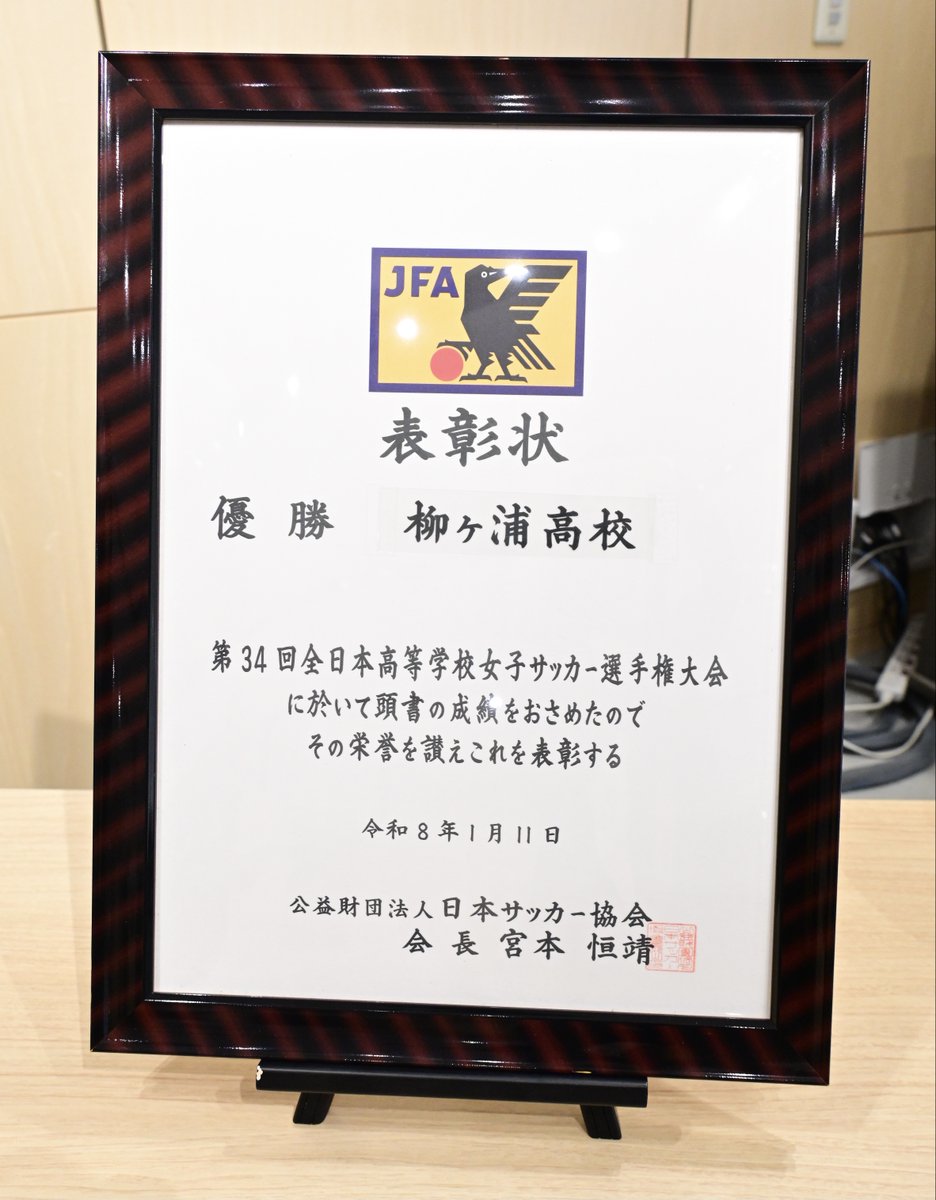 JFA
表彰状
優勝 柳ヶ浦高校
第34回全日本高等学校女子サッカー選手権大会
に於いて頭書の成績をおさめたので
その栄誉を讃えこれを表彰する
令和8年1月11日
公益財団法人日本サッカー協会
会長 宮本 恒靖